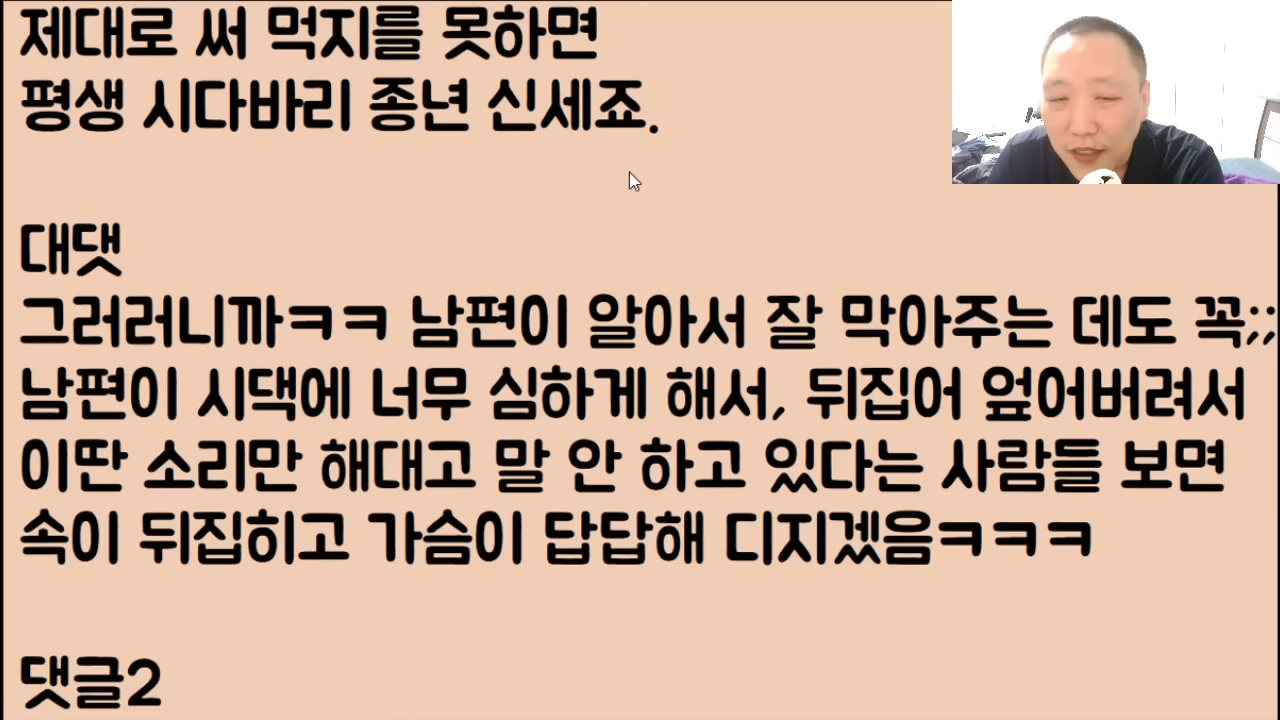 제대로 써 먹지를 못하면
평생 시다바리 종년 신세죠.
대댓
그러러니까ㅋㅋ 남편이 알아서 잘 막아주는 데도 꼭;;
남편이 시댁에 너무 심하게 해서, 뒤집어 엎어버려서
이딴 소리만 해대고 말 안 하고 있다는 사람들 보면
속이 뒤집히고 가슴이 답답해 디지겠음ㅋㅋㅋ
댓글2